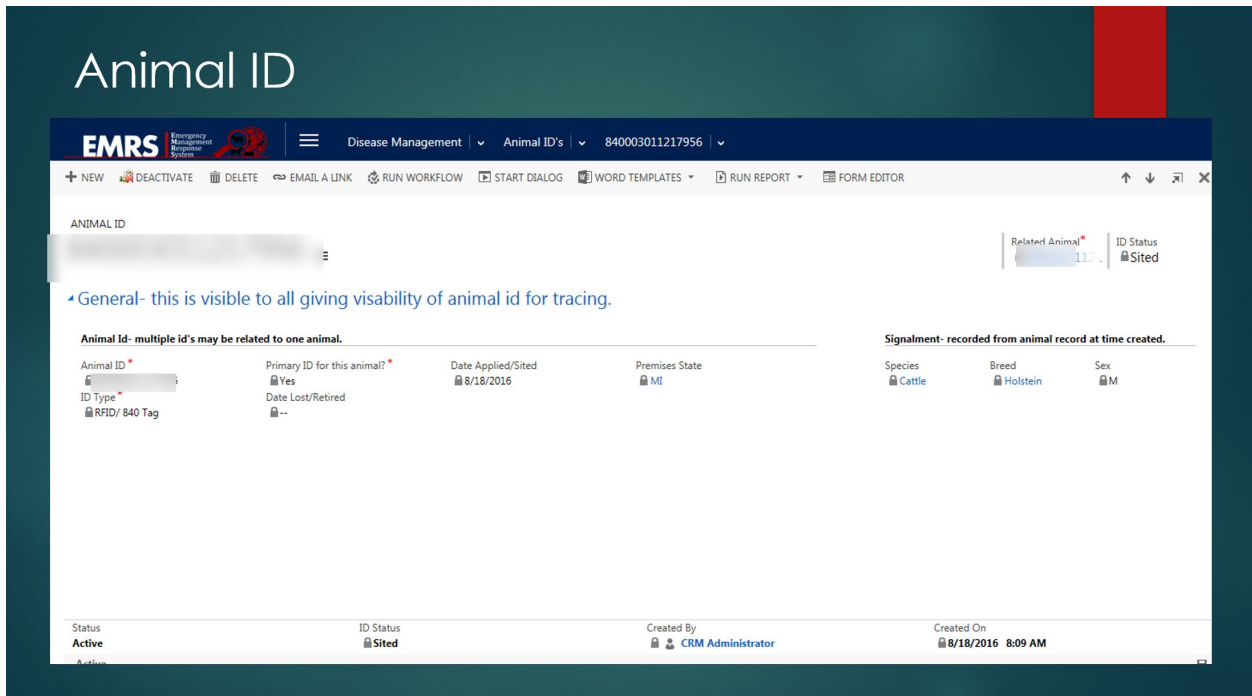 Animal ID
EMRS Emergency Management Response System
Disease Management Animal ID's 840003011217956
NEW DEACTIVATE DELETE EMAIL A LINK RUN WORKFLOW START DIALOG WORD TEMPLATES RUN REPORT FORM EDITOR
ANIMAL ID
Related Animal* ID Status
Sited
General- this is visible to all giving visability of animal id for tracing.
Animal Id- multiple id's may be related to one animal. Signalment- recorded from animal record at time created.
Animal ID* Primary ID for this animal?* Date Applied/Sited Premises State Species Breed Sex
Yes 8/18/2016 MI Cattle Holstein M
ID Type* Date Lost/Retired
RFID/ 840 Tag --
Status ID Status Created By Created On
Active Sited CRM Administrator 8/18/2016 8:09 AM
Active